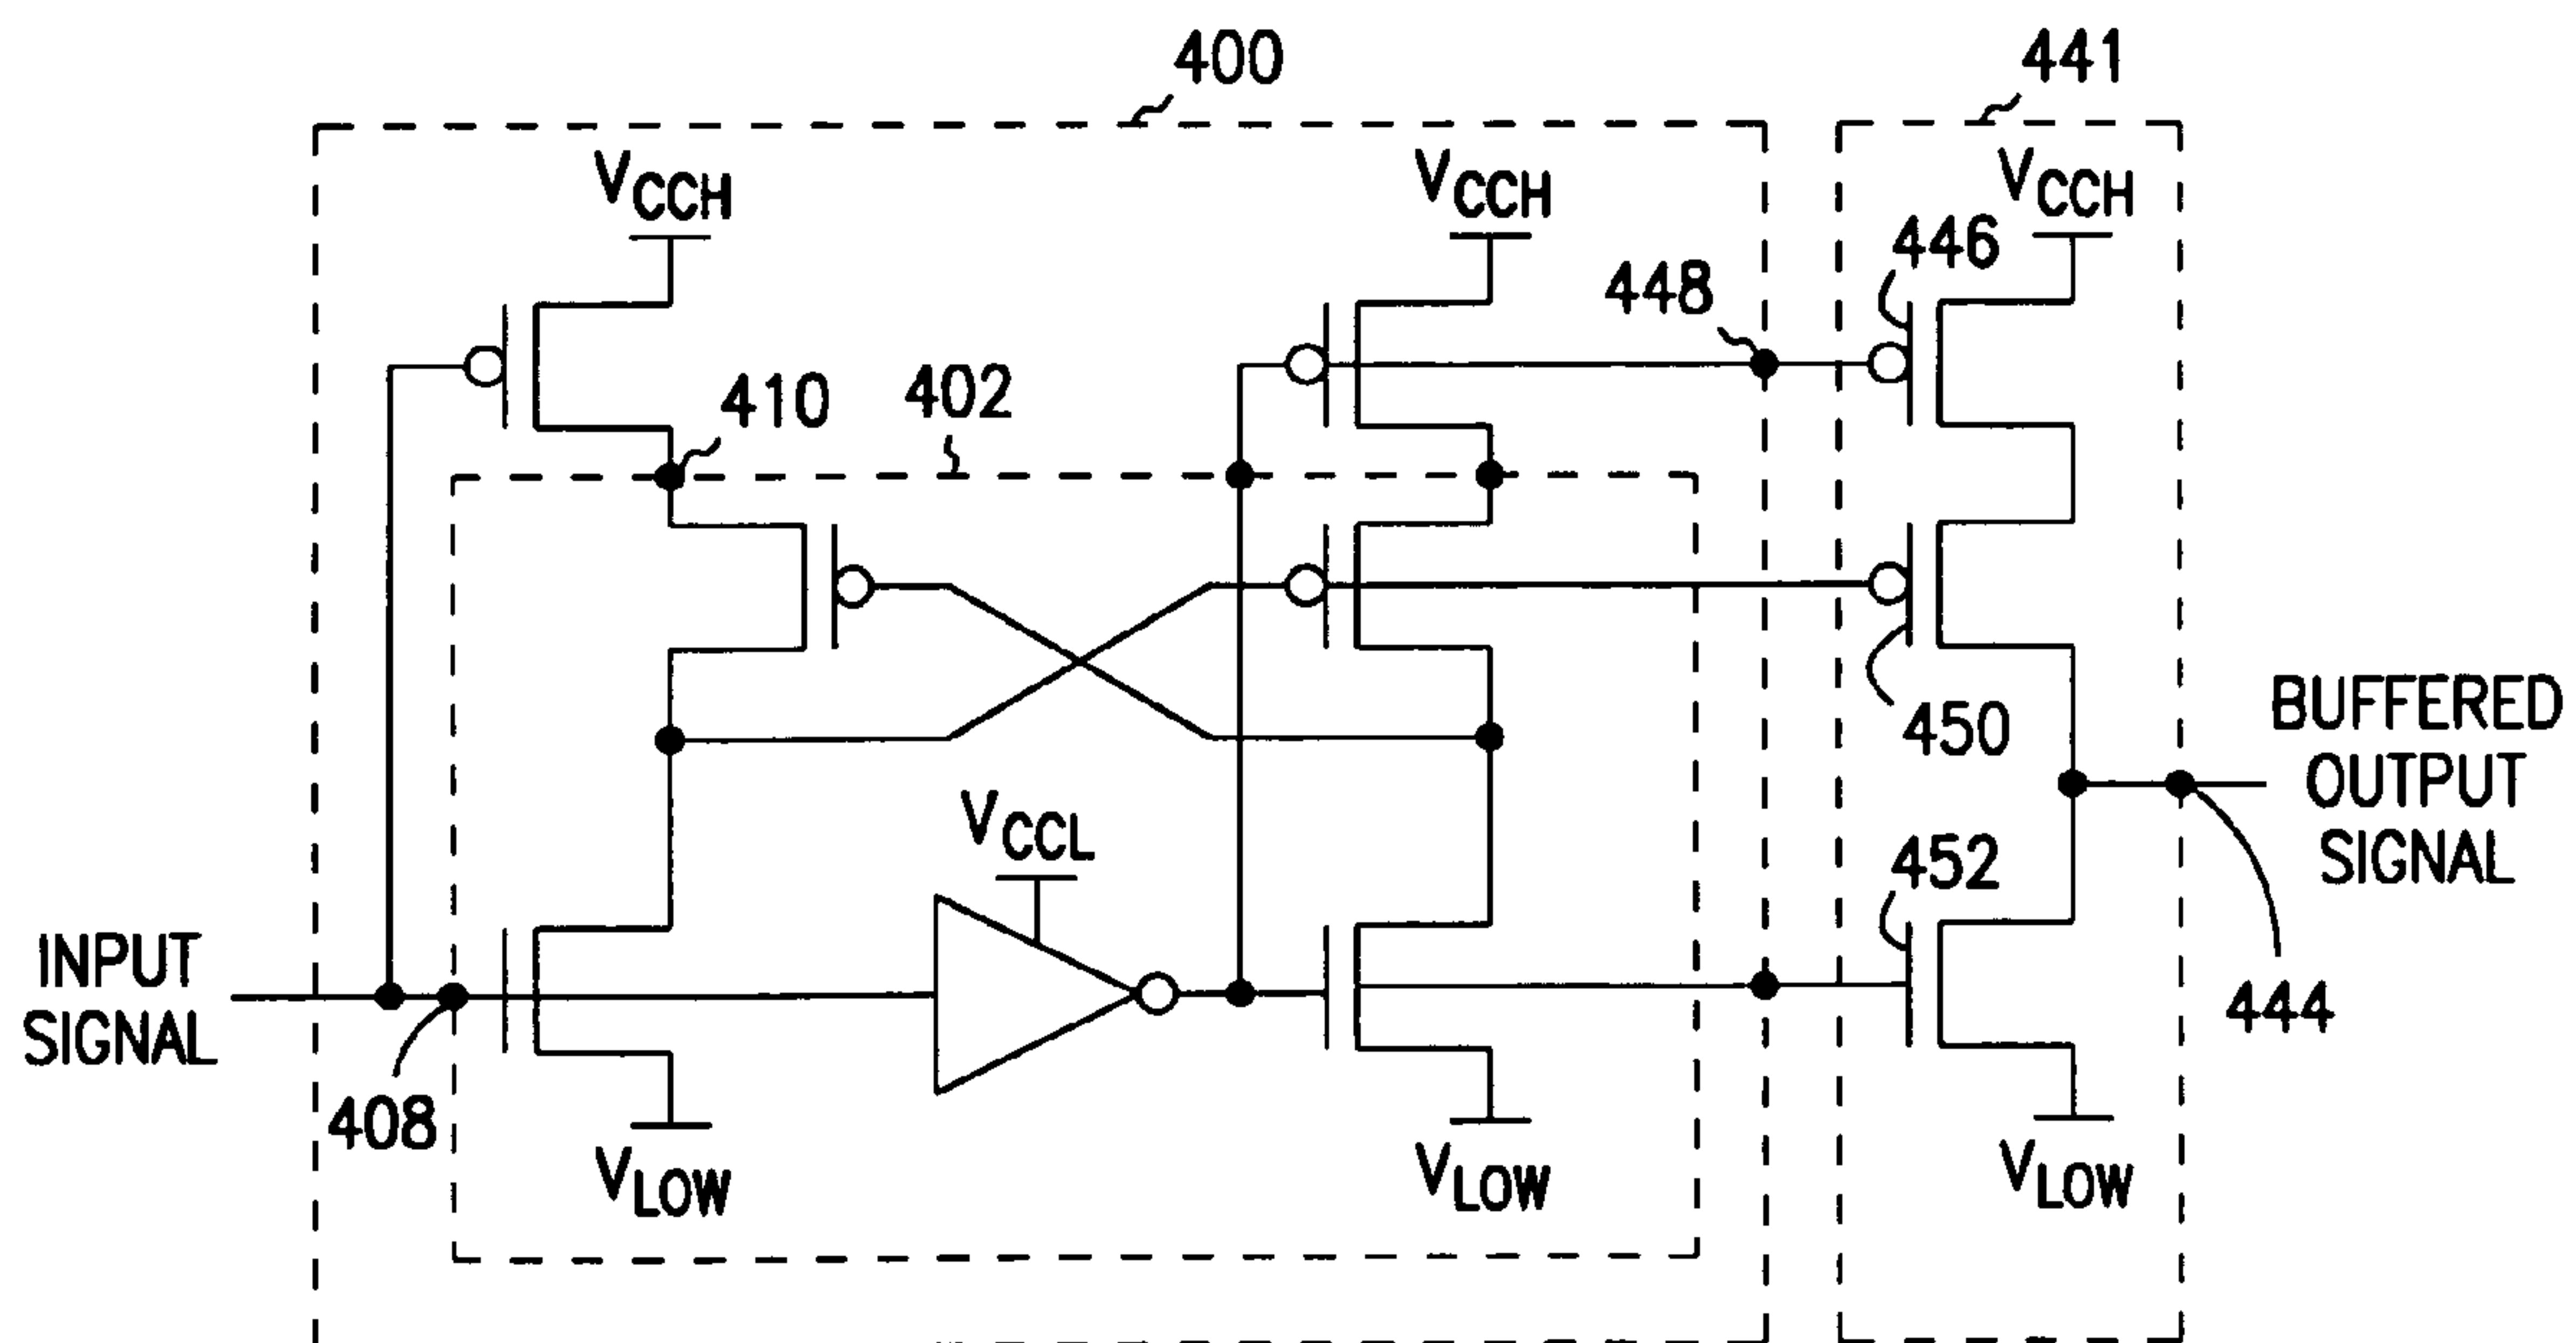 400
441
VCCH
VCCH
VCCH
446
448
402
410
450
BUFFERED
OUTPUT
SIGNAL
VCCL
452
INPUT
SIGNAL
444
408
VLOW
VLOW
VLOW